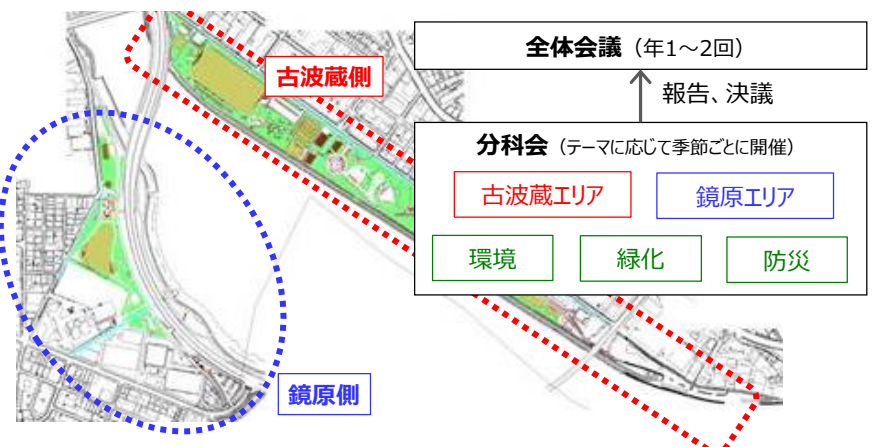 全体会議（年1～2回）
古波蔵側
報告、決議
分科会（テーマに応じて季節ごとに開催）
古波蔵エリア
鏡原エリア
環境
緑化
防災
鏡原側